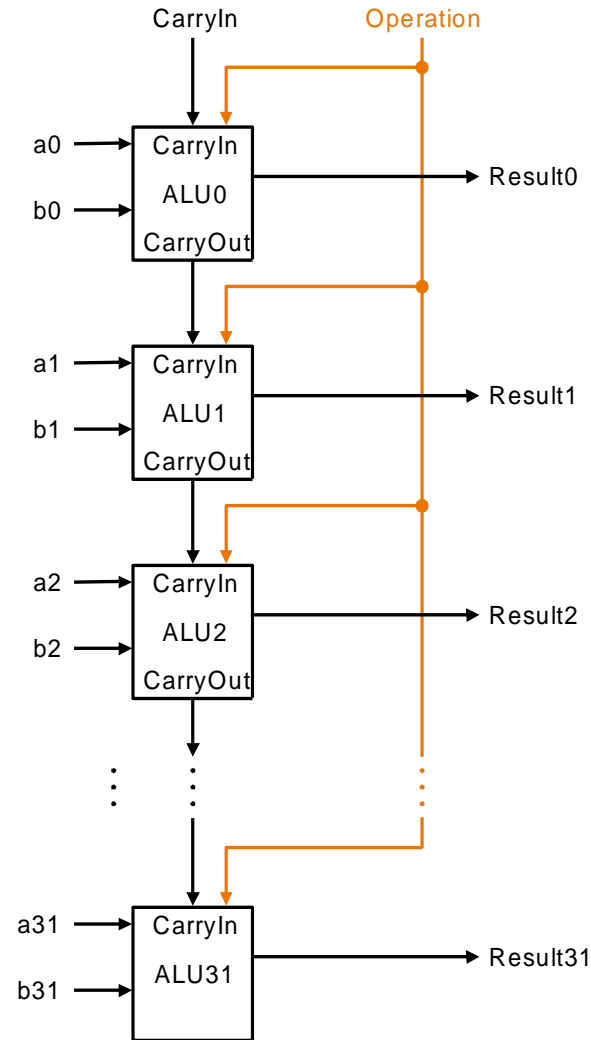 CarryIn Operation
a0 CarryIn
ALU0 Result0
b0
CarryOut
a1 CarryIn
ALU1 Result1
b1
CarryOut
a2 CarryIn
ALU2 Result2
b2
CarryOut
a31 CarryIn
ALU31 Result31
b31